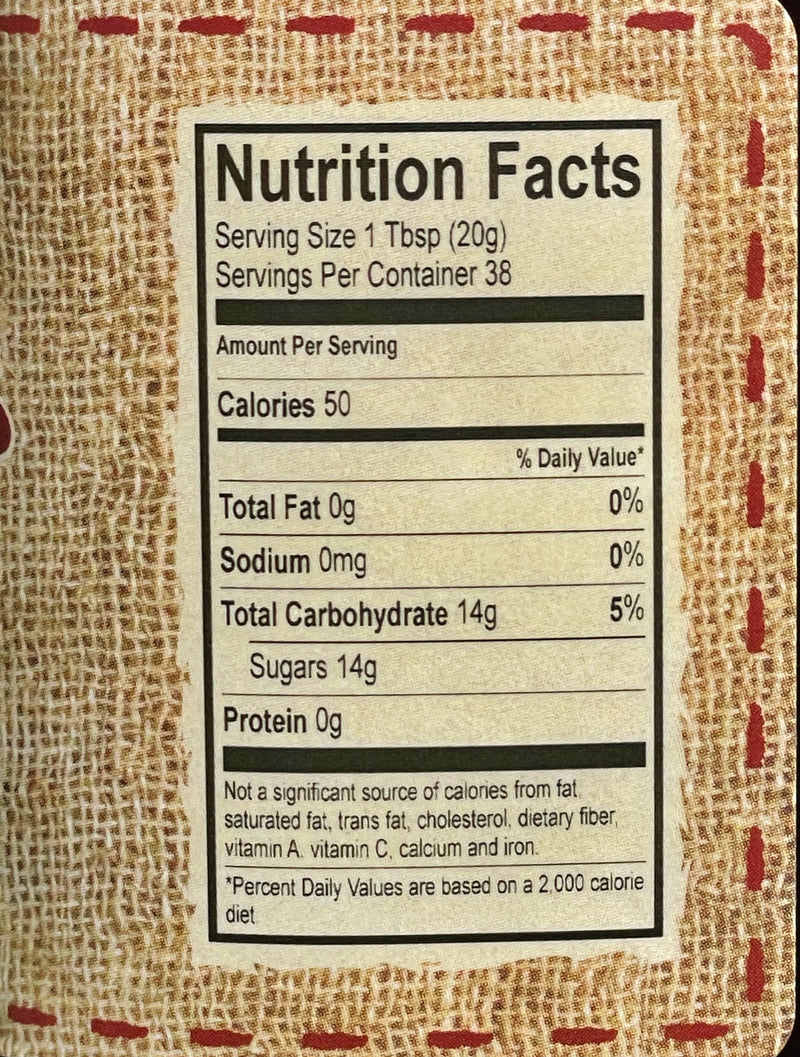 Nutrition Facts
Serving Size 1 Tbsp (20g)
Servings Per Container 38
Amount Per Serving
Calories 50
% Daily Value*
Total Fat 0g 0%
Sodium 0mg 0%
Total Carbohydrate 14g 5%
Sugars 14g
Protein 0g
Not a significant source of calories from fat,
saturated fat, trans fat, cholesterol, dietary fiber,
vitamin A, vitamin C, calcium and iron.
*Percent Daily Values are based on a 2,000 calorie
diet.